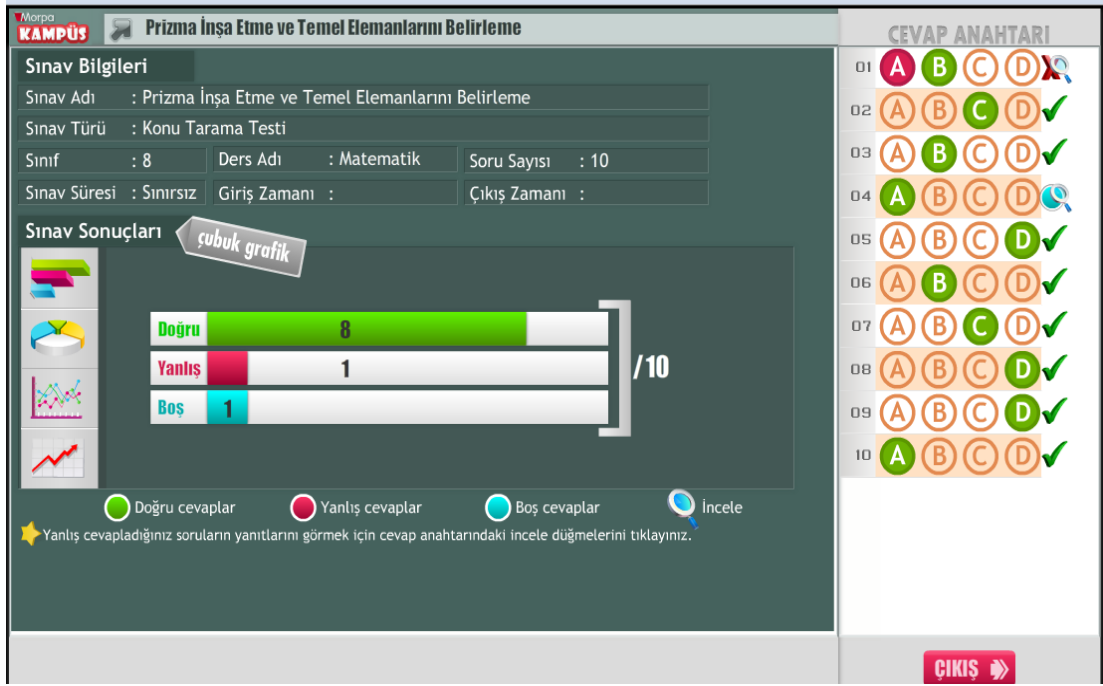 Morpa
KAMPÜS
Prizma İnşa Etme ve Temel Elemanlarını Belirleme
Sınav Bilgileri
Sınav Adı : Prizma İnşa Etme ve Temel Elemanlarını Belirleme
Sınav Türü : Konu Tarama Testi
Sınıf : 8 Ders Adı : Matematik Soru Sayısı : 10
Sınav Süresi : Sınırsız Giriş Zamanı : Çıkış Zamanı :
Sınav Sonuçları
çubuk grafik
Doğru 8
Yanlış 1
Boş 1
/10
Doğru cevaplar Yanlış cevaplar Boş cevaplar İncele
Yanlış cevapladığınız soruların yanıtlarını görmek için cevap anahtarındaki incele düğmelerini tıklayınız.
CEVAP ANAHTARI
01 A B C D
02 A B C D
03 A B C D
04 A B C D
05 A B C D
06 A B C D
07 A B C D
08 A B C D
09 A B C D
10 A B C D
ÇIKIŞ